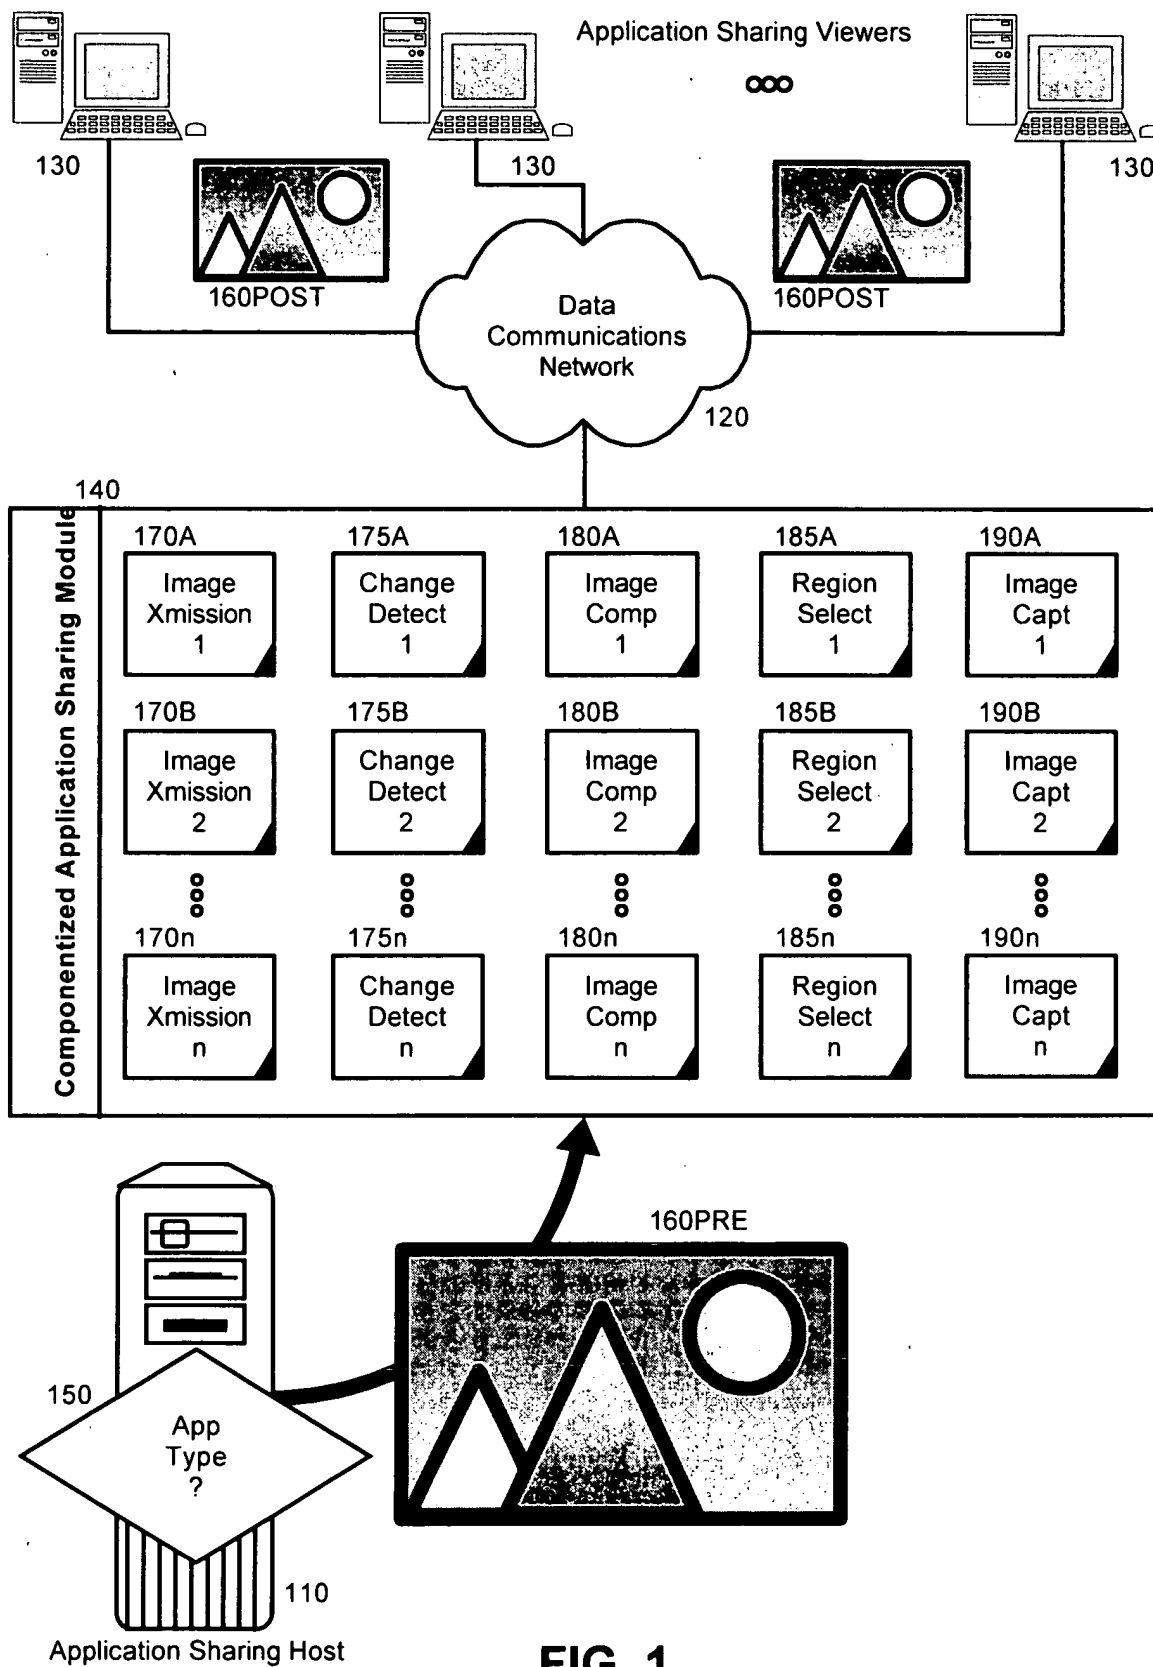 Application Sharing Viewers
130
130
130
160POST
160POST
Data
Communications
Network
120
140
Componentized Application Sharing Module
170A
175A
180A
185A
190A
Image
Xmission
1
Change
Detect
1
Image
Comp
1
Region
Select
1
Image
Capt
1
170B
175B
180B
185B
190B
Image
Xmission
2
Change
Detect
2
Image
Comp
2
Region
Select
2
Image
Capt
2
170n
175n
180n
185n
190n
Image
Xmission
n
Change
Detect
n
Image
Comp
n
Region
Select
n
Image
Capt
n
160PRE
150
App
Type
?
110
Application Sharing Host
FIG. 1